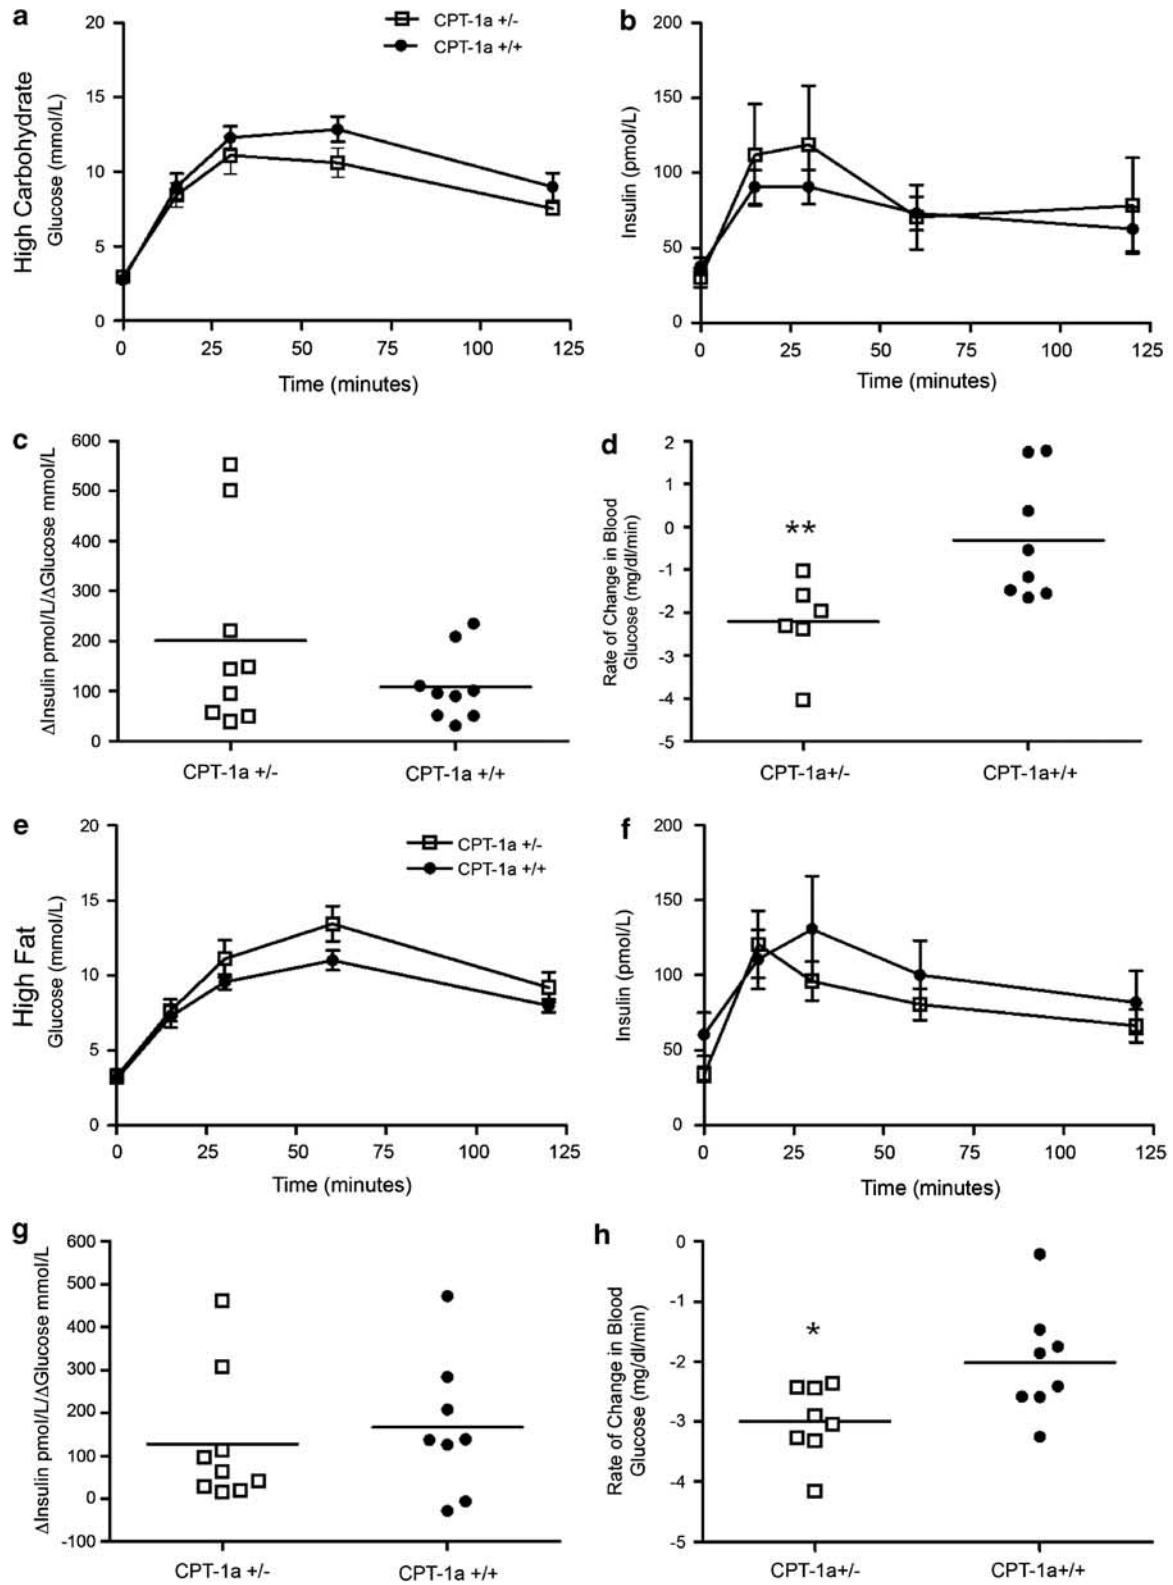 a
High Carbohydrate
Glucose (mmol/L)
20
15
10
5
0
0 25 50 75 100 125
Time (minutes)
CPT-1a +/-
CPT-1a +/+
b
Insulin (pmol/L)
200
150
100
50
0
0 25 50 75 100 125
Time (minutes)
c
ΔInsulin pmol/L/ΔGlucose mmol/L
600
500
400
300
200
100
0
CPT-1a +/- CPT-1a +/+
d
Rate of Change in Blood
Glucose (mg/dl/min)
2
1
0
-1
-2
-3
-4
-5
**
CPT-1a+/- CPT-1a+/+
e
High Fat
Glucose (mmol/L)
20
15
10
5
0
0 25 50 75 100 125
Time (minutes)
CPT-1a +/-
CPT-1a +/+
f
Insulin (pmol/L)
200
150
100
50
0
0 25 50 75 100 125
Time (minutes)
g
ΔInsulin pmol/L/ΔGlucose mmol/L
600
500
400
300
200
100
0
-100
CPT-1a +/- CPT-1a +/+
h
Rate of Change in Blood
Glucose (mg/dl/min)
0
-1
-2
-3
-4
-5
*
CPT-1a+/- CPT-1a+/+